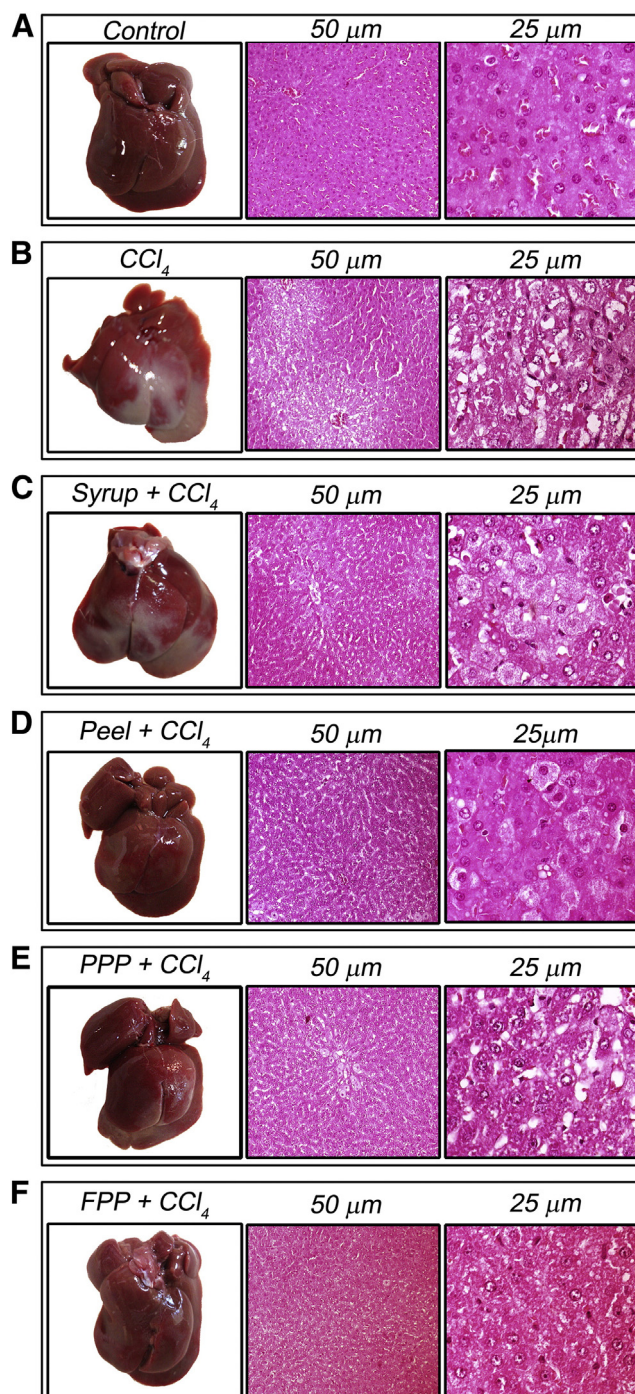 A
Control
50 μm
25 μm
B
CCl₄
50 μm
25 μm
C
Syrup + CCl₄
50 μm
25 μm
D
Peel + CCl₄
50 μm
25μm
E
PPP + CCl₄
50 μm
25 μm
F
FPP + CCl₄
50 μm
25 μm